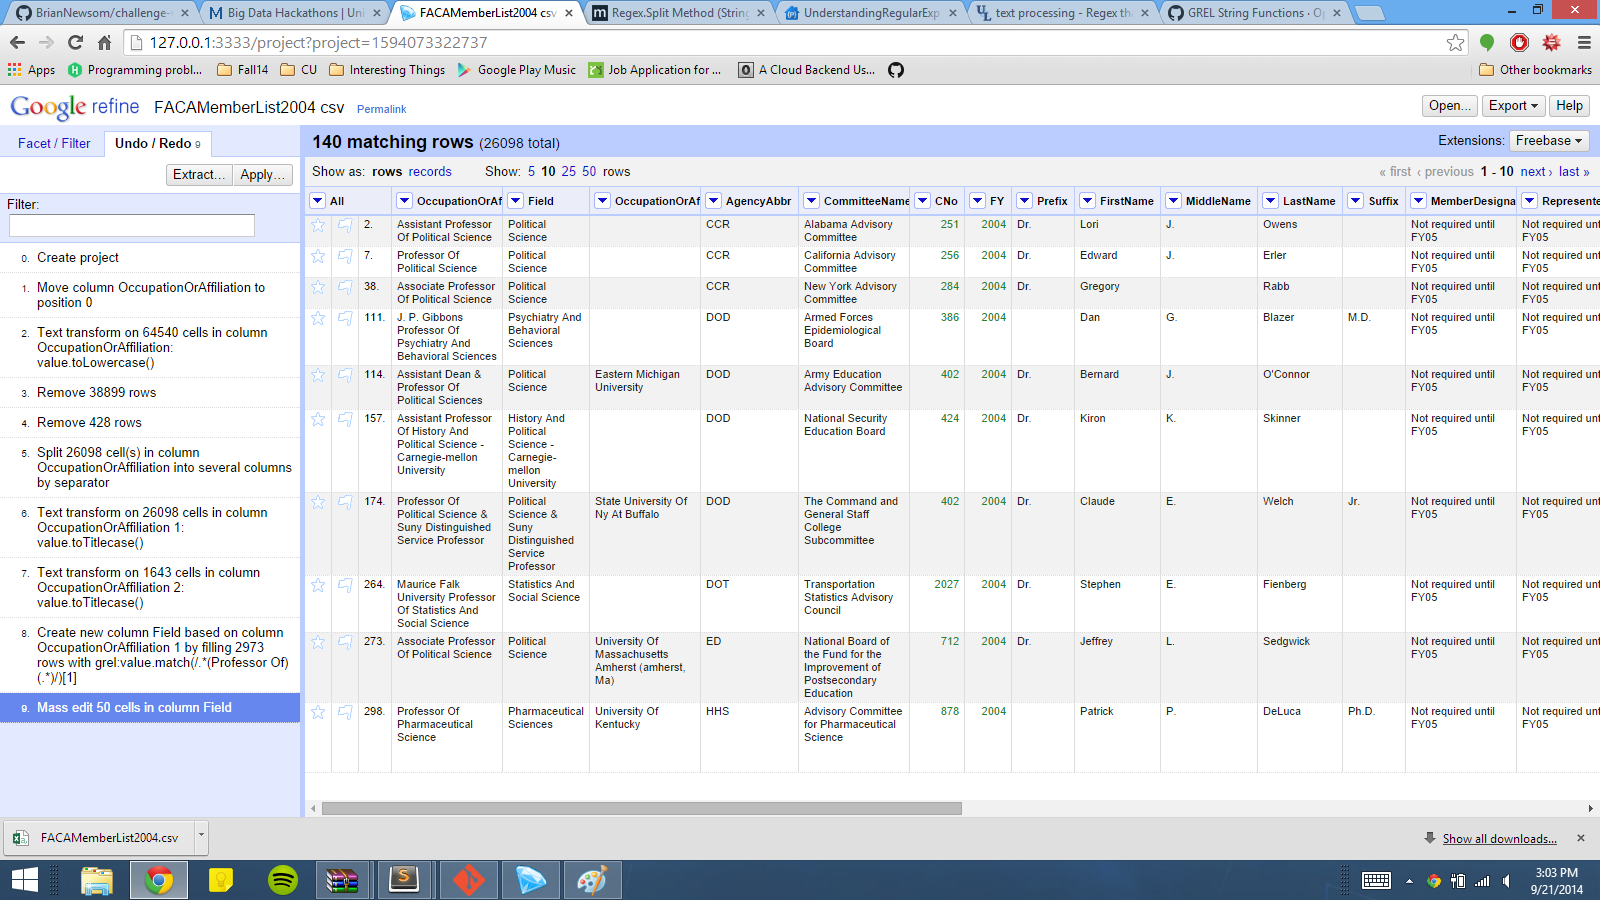 BrianNewsom/challenge-
Big Data Hackathons | Uni
FACAMemberList2004 csv
Regex.Split Method (String
UnderstandingRegularExp
text processing - Regex th
GREL String Functions · Op
127.0.0.1:3333/project?project=1594073322737
Apps
Programming probl...
Fall14
CU
Interesting Things
Google Play Music
Job Application for ...
A Cloud Backend Us...
Other bookmarks
Google refine
FACAMemberList2004 csv
Permalink
Open...
Export
Help
Facet / Filter
Undo / Redo 9
Extract...
Apply...
Filter:
0. Create project
1. Move column OccupationOrAffiliation to
position 0
2. Text transform on 64540 cells in column
OccupationOrAffiliation:
value.toLowercase()
3. Remove 38899 rows
4. Remove 428 rows
5. Split 26098 cell(s) in column
OccupationOrAffiliation into several columns
by separator
6. Text transform on 26098 cells in column
OccupationOrAffiliation 1:
value.toTitlecase()
7. Text transform on 1643 cells in column
OccupationOrAffiliation 2:
value.toTitlecase()
8. Create new column Field based on column
OccupationOrAffiliation 1 by filling 2973
rows with grel:value.match(/.*(Professor Of)
(.*)/)[1]
9. Mass edit 50 cells in column Field
140 matching rows (26098 total)
Extensions: Freebase
Show as: rows records Show: 5 10 25 50 rows
« first ‹ previous 1 - 10 next › last »
All OccupationOrAf Field OccupationOrAf AgencyAbbr CommitteeName CNo FY Prefix FirstName MiddleName LastName Suffix MemberDesigna Represente
2. Assistant Professor Political CCR Alabama Advisory 251 2004 Dr. Lori J. Owens Not required until Not required unt
Of Political Science Science Committee FY05 FY05
7. Professor Of Political CCR California Advisory 256 2004 Dr. Edward J. Erler Not required until Not required unt
Political Science Science Committee FY05 FY05
38. Associate Professor Political CCR New York Advisory 284 2004 Dr. Gregory Rabb Not required until Not required unt
Of Political Science Science Committee FY05 FY05
111. J. P. Gibbons Psychiatry And DOD Armed Forces 386 2004 Dan G. Blazer M.D. Not required until Not required unt
Professor Of Behavioral Epidemiological FY05 FY05
Psychiatry And Sciences Board
Behavioral Sciences
114. Assistant Dean & Political Eastern Michigan DOD Army Education 402 2004 Dr. Bernard J. O'Connor Not required until Not required unt
Professor Of Science University Advisory Committee FY05 FY05
Political Sciences
157. Assistant Professor History And DOD National Security 424 2004 Dr. Kiron K. Skinner Not required until Not required unt
Of History And Political Education Board FY05 FY05
Political Science - Science -
Carnegie-mellon Carnegie-
University mellon
University
174. Professor Of Political State University Of DOD The Command and 402 2004 Dr. Claude E. Welch Jr. Not required until Not required unt
Political Science & Science & Ny At Buffalo General Staff FY05 FY05
Suny Distinguished Suny College
Service Professor Distinguished Subcommittee
Service
Professor
264. Maurice Falk Statistics And DOT Transportation 2027 2004 Dr. Stephen E. Fienberg Not required until Not required unt
University Professor Social Science Statistics Advisory FY05 FY05
Of Statistics And Council
Social Science
273. Associate Professor Political University Of ED National Board of 712 2004 Dr. Jeffrey L. Sedgwick Not required until Not required unt
Of Political Science Science Massachusetts the Fund for the FY05 FY05
Amherst (amherst, Improvement of
Ma) Postsecondary
Education
298. Professor Of Pharmaceutical University Of HHS Advisory Committee 878 2004 Patrick P. DeLuca Ph.D. Not required until Not required unt
Pharmaceutical Sciences Kentucky for Pharmaceutical FY05 FY05
Science Science
FACAMemberList2004.csv
Show all downloads...
3:03 PM
9/21/2014